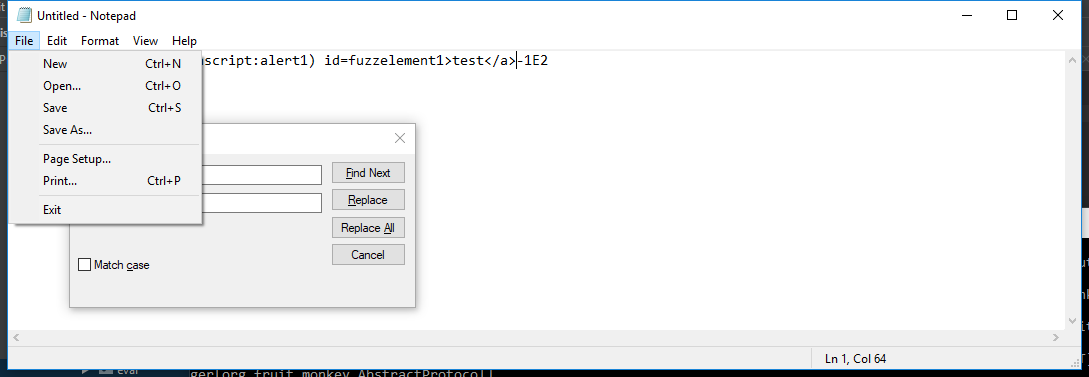 Untitled - Notepad
File Edit Format View Help
script:alert1) id=fuzzelement1>test</a>-1E2
New Ctrl+N
Open... Ctrl+O
Save Ctrl+S
Save As...
Page Setup...
Print... Ctrl+P
Exit
Find Next
Replace
Replace All
Cancel
Match case
Ln 1, Col 64
eval
ger[org.fruit_monkey.AbstractProtocol]